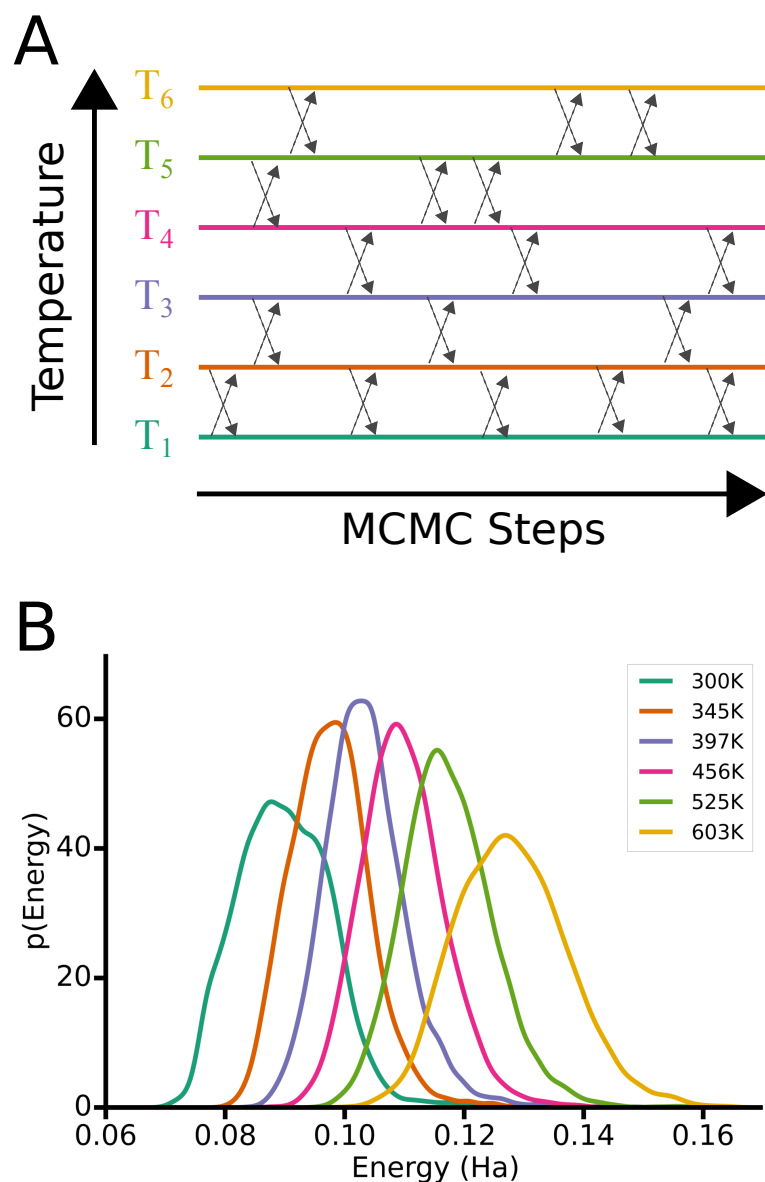 A
Temperature
T6
T5
T4
T3
T2
T1
MCMC Steps
B
p(Energy)
60
40
20
0
0.06 0.08 0.10 0.12 0.14 0.16
Energy (Ha)
300K
345K
397K
456K
525K
603K